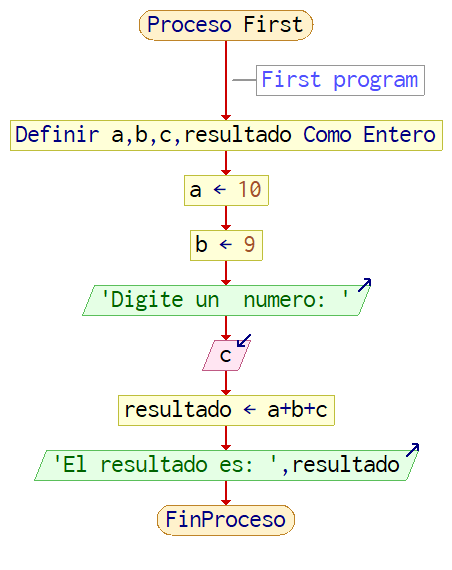 Proceso First
First program
Definir a,b,c,resultado Como Entero
a ← 10
b ← 9
'Digite un  numero: '
c
resultado ← a+b+c
'El resultado es: ',resultado
FinProceso